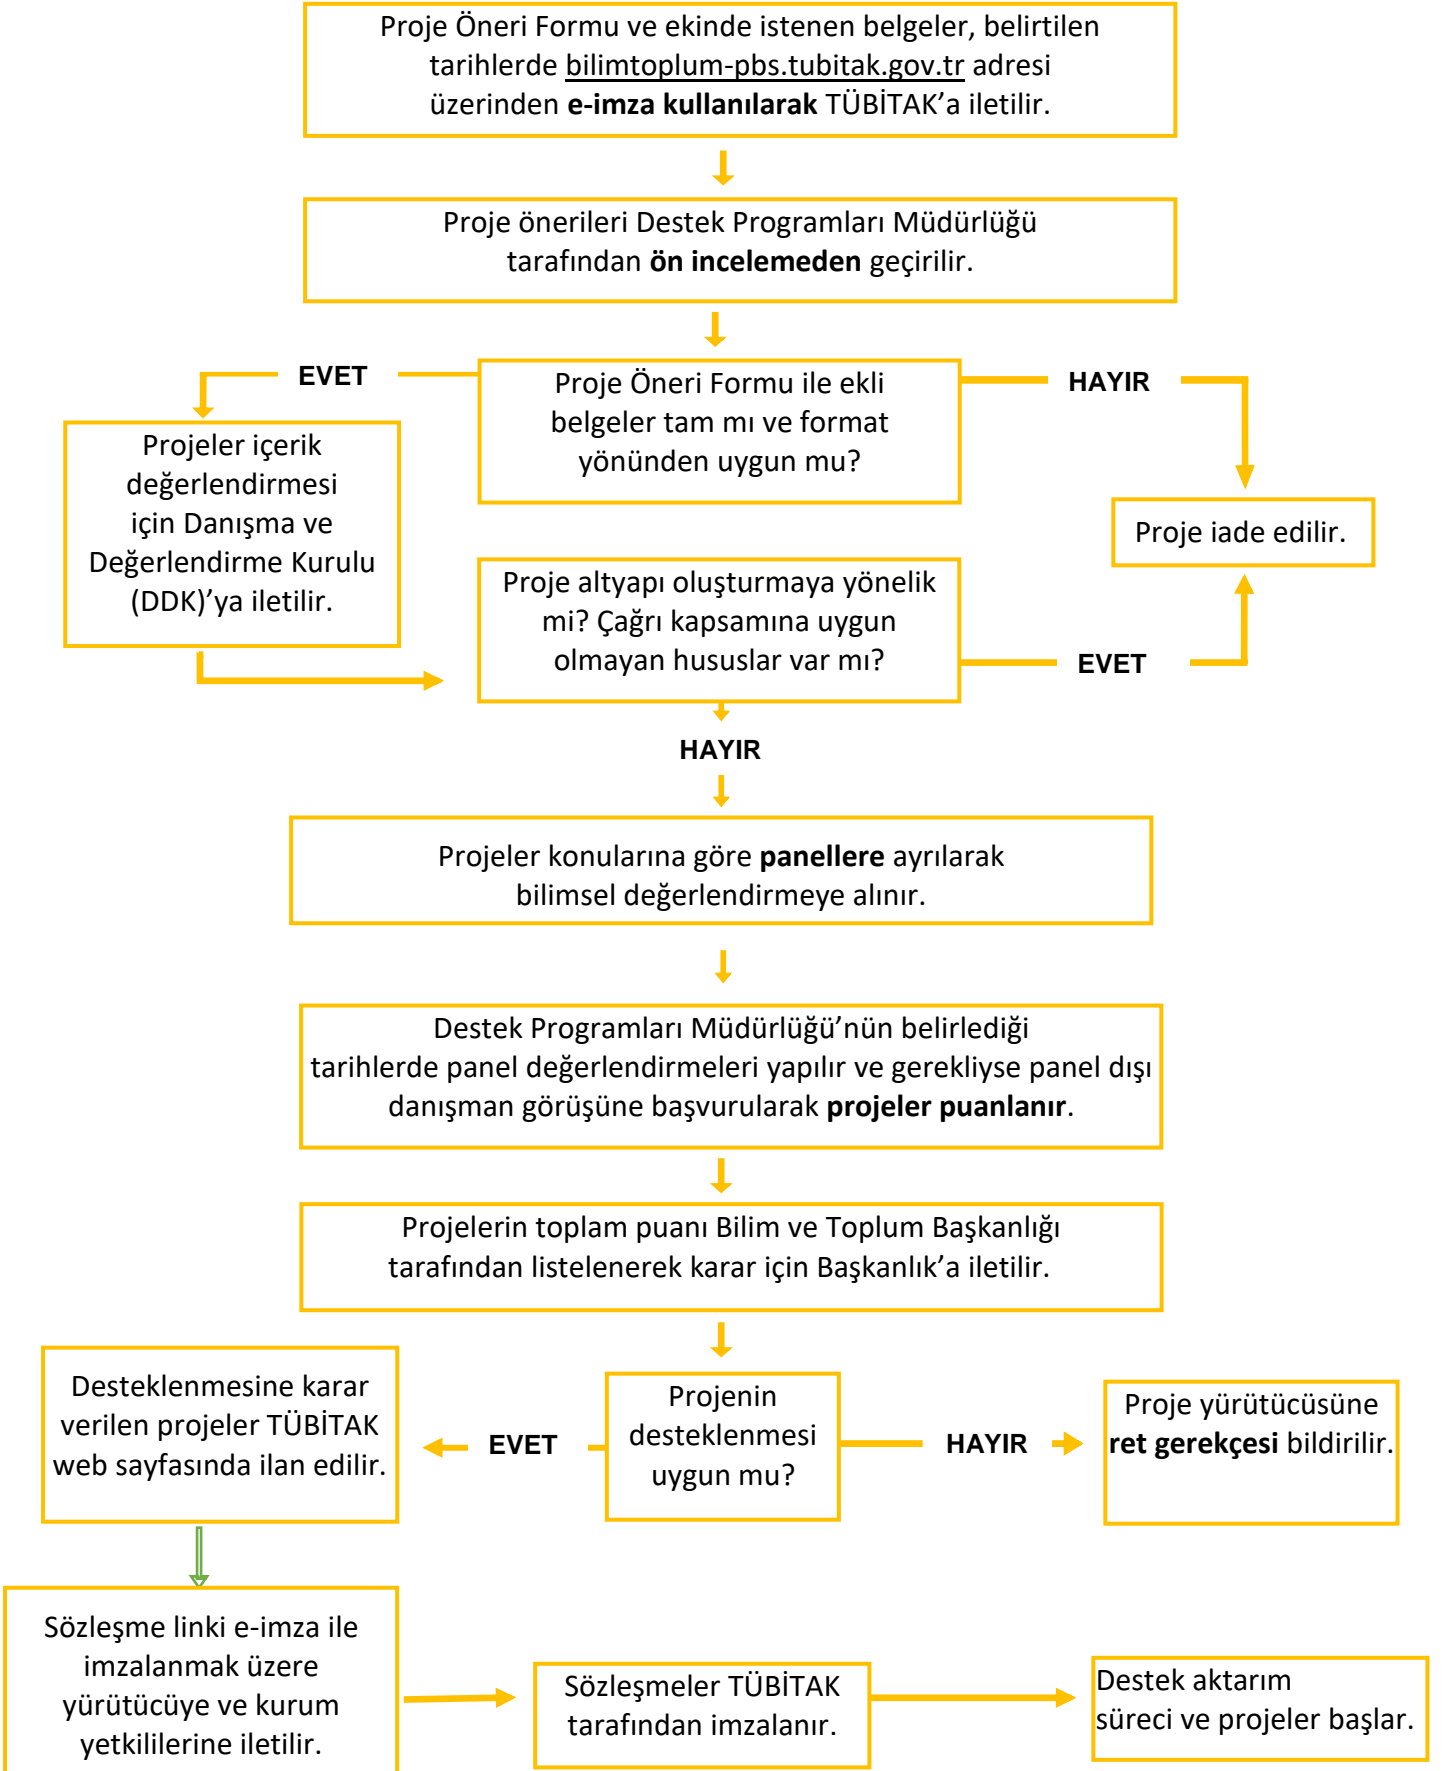 Proje Öneri Formu ve ekinde istenen belgeler, belirtilen
tarihlerde bilimtoplum-pbs.tubitak.gov.tr adresi
üzerinden e-imza kullanılarak TÜBİTAK’a iletilir.
Proje önerileri Destek Programları Müdürlüğü
tarafından ön incelemeden geçirilir.
EVET
Proje Öneri Formu ile ekli
belgeler tam mı ve format
yönünden uygun mu?
HAYIR
Projeler içerik
değerlendirmesi
için Danışma ve
Değerlendirme Kurulu
(DDK)’ya iletilir.
Proje iade edilir.
Proje altyapı oluşturmaya yönelik
mi? Çağrı kapsamına uygun
olmayan hususlar var mı?
EVET
HAYIR
Projeler konularına göre panellere ayrılarak
bilimsel değerlendirmeye alınır.
Destek Programları Müdürlüğü’nün belirlediği
tarihlerde panel değerlendirmeleri yapılır ve gerekliyse panel dışı
danışman görüşüne başvurularak projeler puanlanır.
Projelerin toplam puanı Bilim ve Toplum Başkanlığı
tarafından listelenerek karar için Başkanlık’a iletilir.
Desteklenmesine karar
verilen projeler TÜBİTAK
web sayfasında ilan edilir.
EVET
Projenin
desteklenmesi
uygun mu?
HAYIR
Proje yürütücüsüne
ret gerekçesi bildirilir.
Sözleşme linki e-imza ile
imzalanmak üzere
yürütücüye ve kurum
yetkililerine iletilir.
Sözleşmeler TÜBİTAK
tarafından imzalanır.
Destek aktarım
süreci ve projeler başlar.